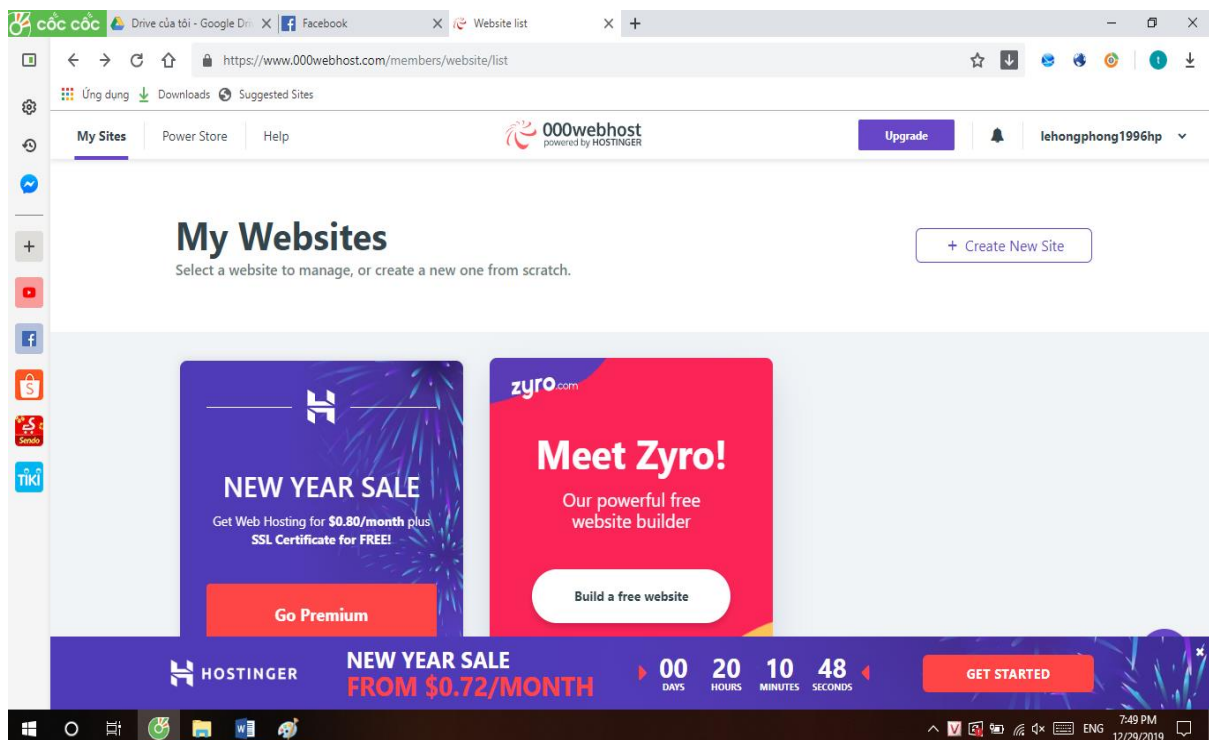 cốc cốc
Drive của tôi - Google Dri
Facebook
Website list
https://www.000webhost.com/members/website/list
Ứng dụng
Downloads
Suggested Sites
My Sites
Power Store
Help
000webhost
powered by HOSTINGER
Upgrade
lehongphong1996hp
My Websites
Select a website to manage, or create a new one from scratch.
+ Create New Site
NEW YEAR SALE
Get Web Hosting for $0.80/month plus
SSL Certificate for FREE!
Go Premium
zyro.com
Meet Zyro!
Our powerful free
website builder
Build a free website
HOSTINGER
NEW YEAR SALE
FROM $0.72/MONTH
00 20 10 48
DAYS HOURS MINUTES SECONDS
GET STARTED
Sendo
TIKI
ENG
7:49 PM
12/29/2019